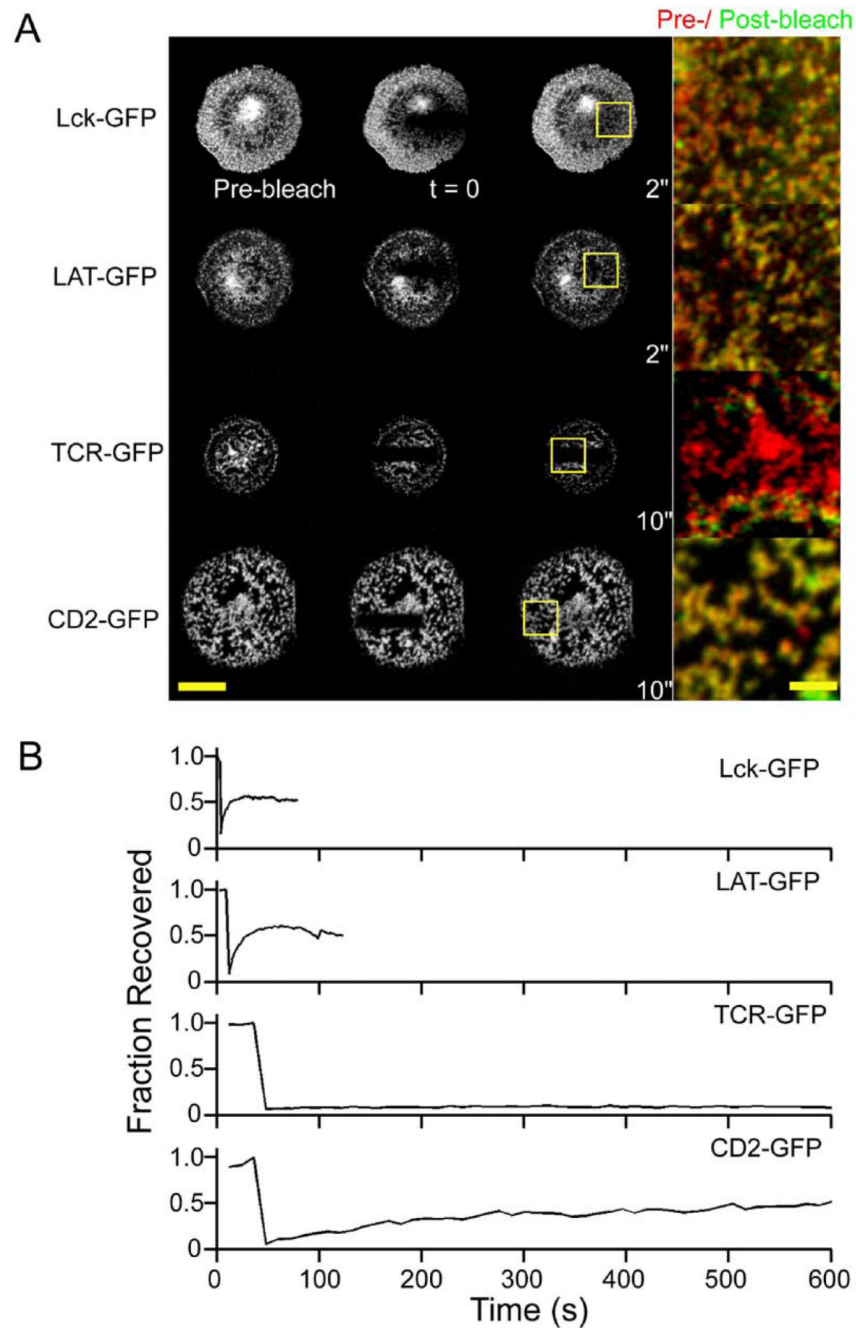 A
Pre-/ Post-bleach
Lck-GFP
Pre-bleach
t = 0
2"
LAT-GFP
2"
TCR-GFP
10"
CD2-GFP
10"
B
Fraction Recovered
1.0
0.5
0
Lck-GFP
1.0
0.5
0
LAT-GFP
1.0
0.5
0
TCR-GFP
1.0
0.5
0
CD2-GFP
0 100 200 300 400 500 600
Time (s)